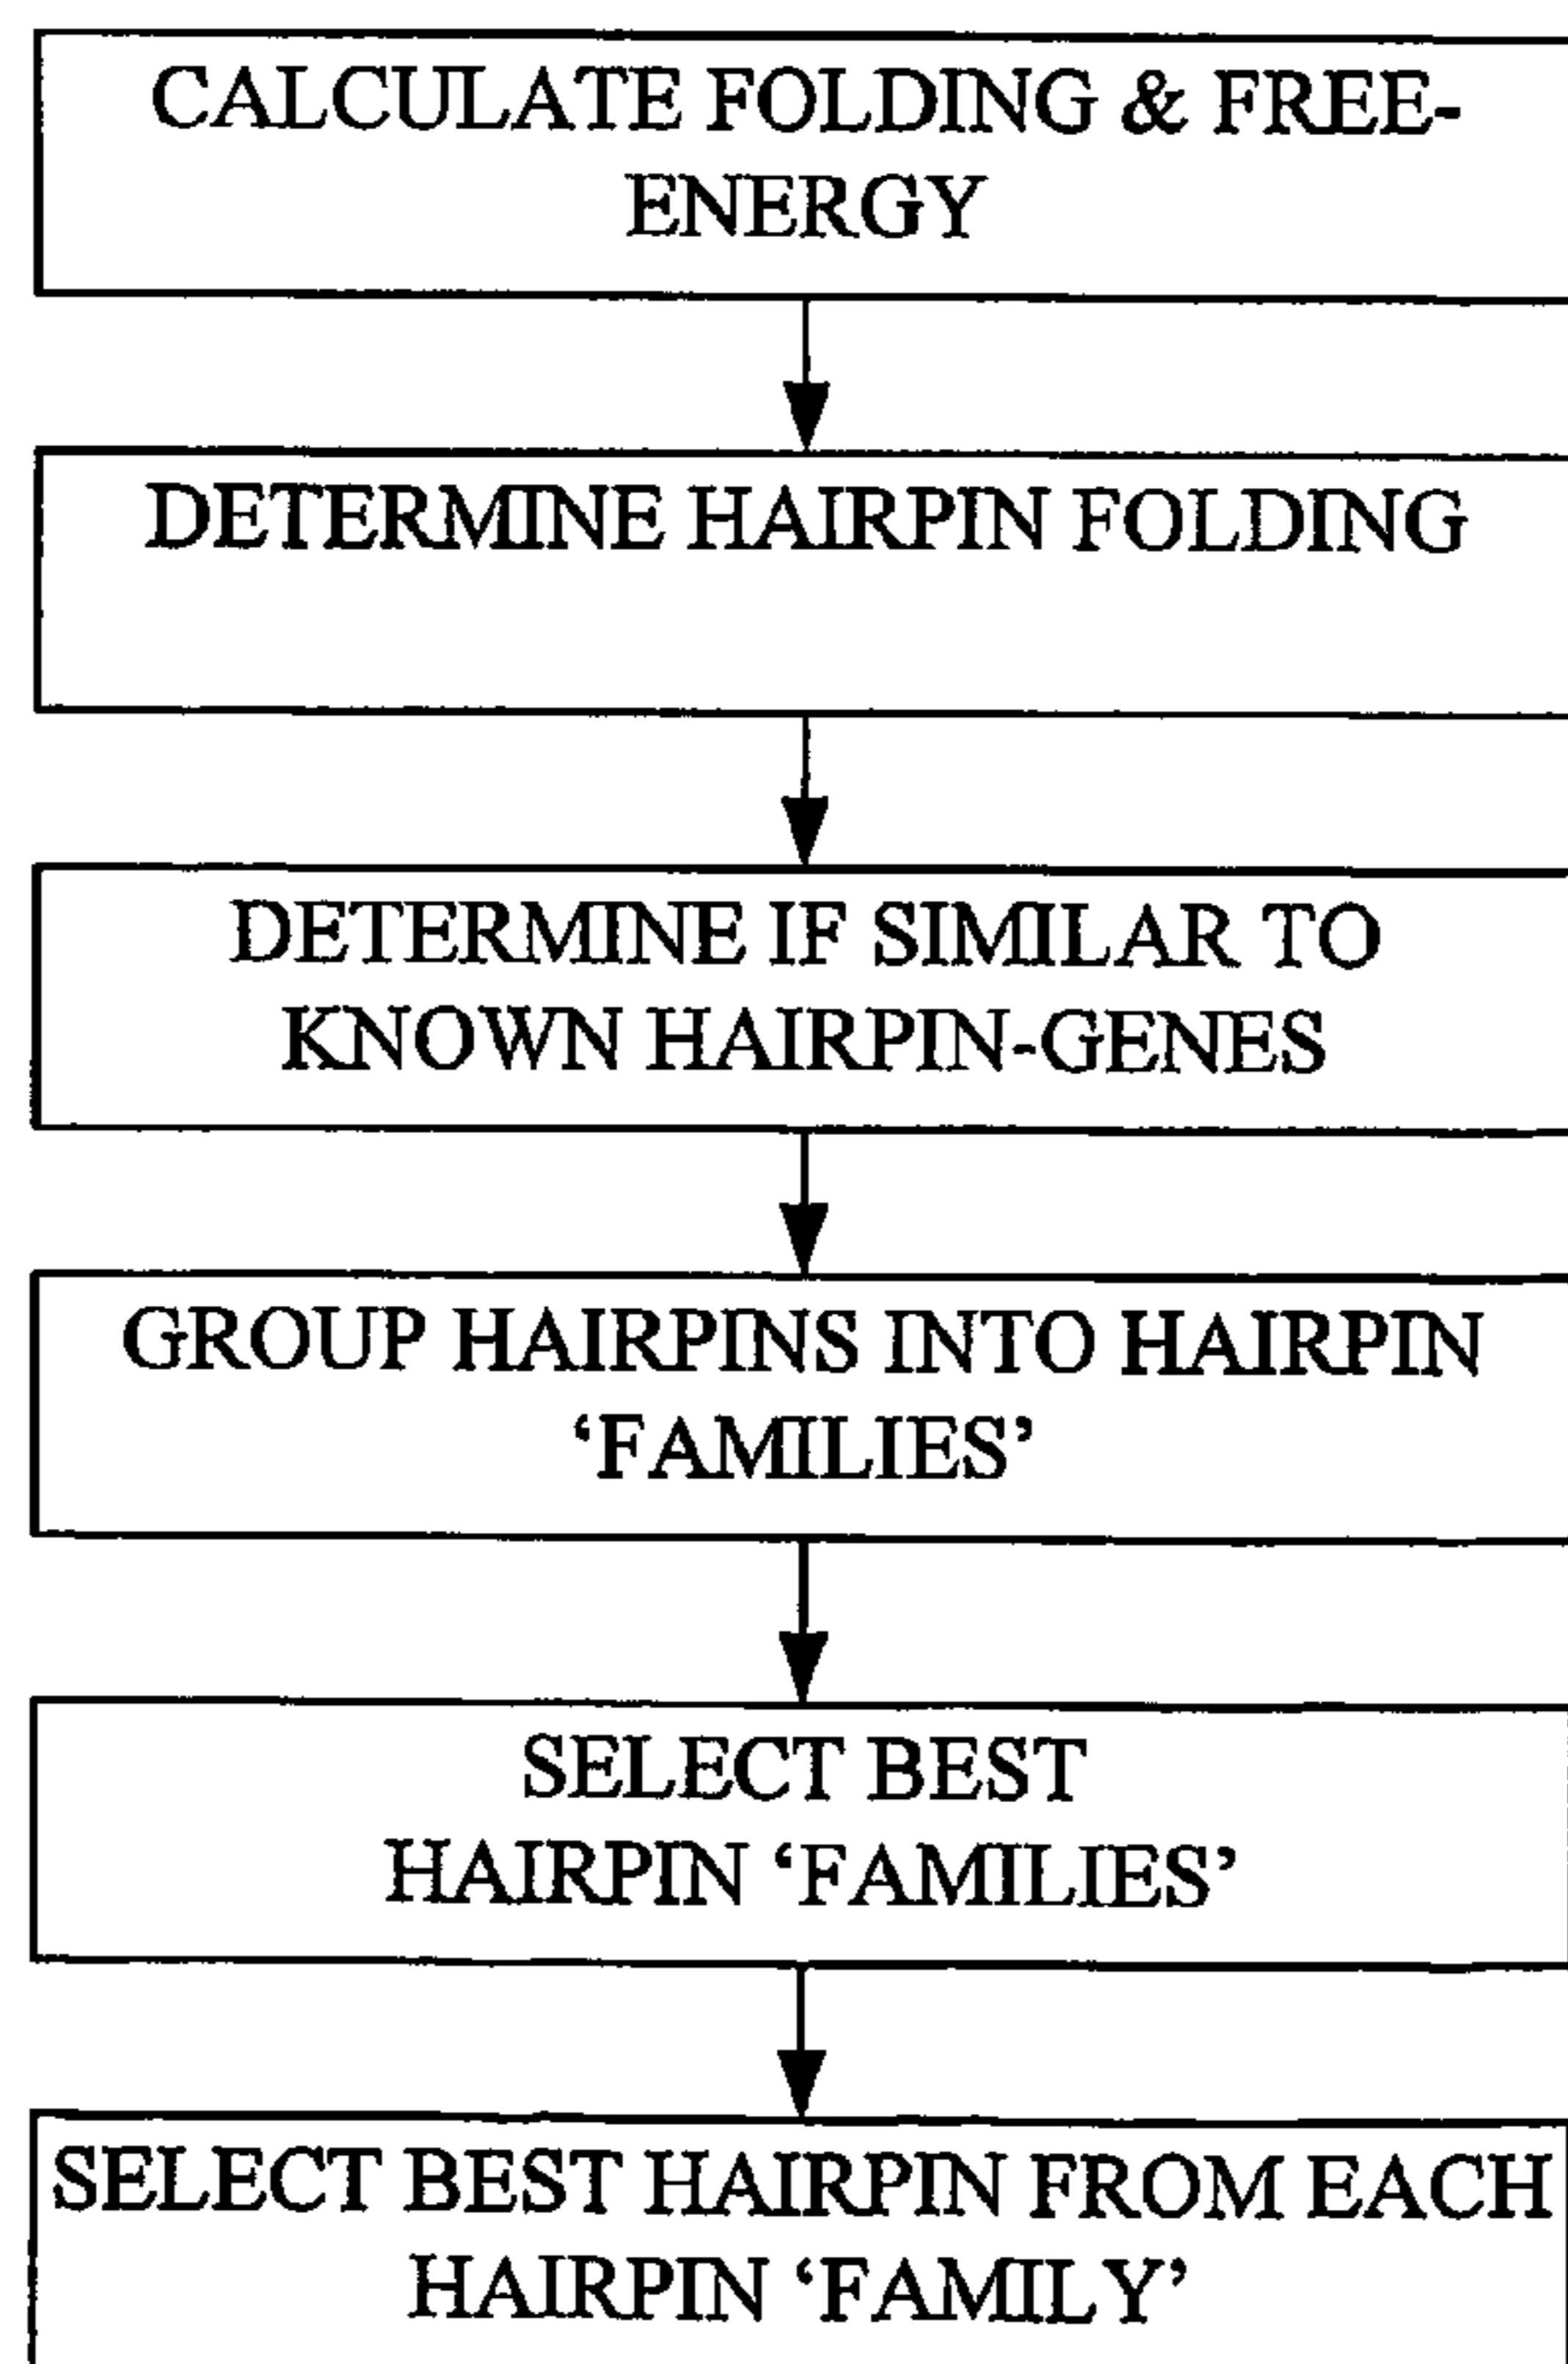 CALCULATE FOLDING & FREE-
ENERGY
DETERMINE HAIRPIN FOLDING
DETERMINE IF SIMILAR TO
KNOWN HAIRPIN-GENES
GROUP HAIRPINS INTO HAIRPIN
‘FAMILIES’
SELECT BEST
HAIRPIN ‘FAMILIES’
SELECT BEST HAIRPIN FROM EACH
HAIRPIN ‘FAMILY’